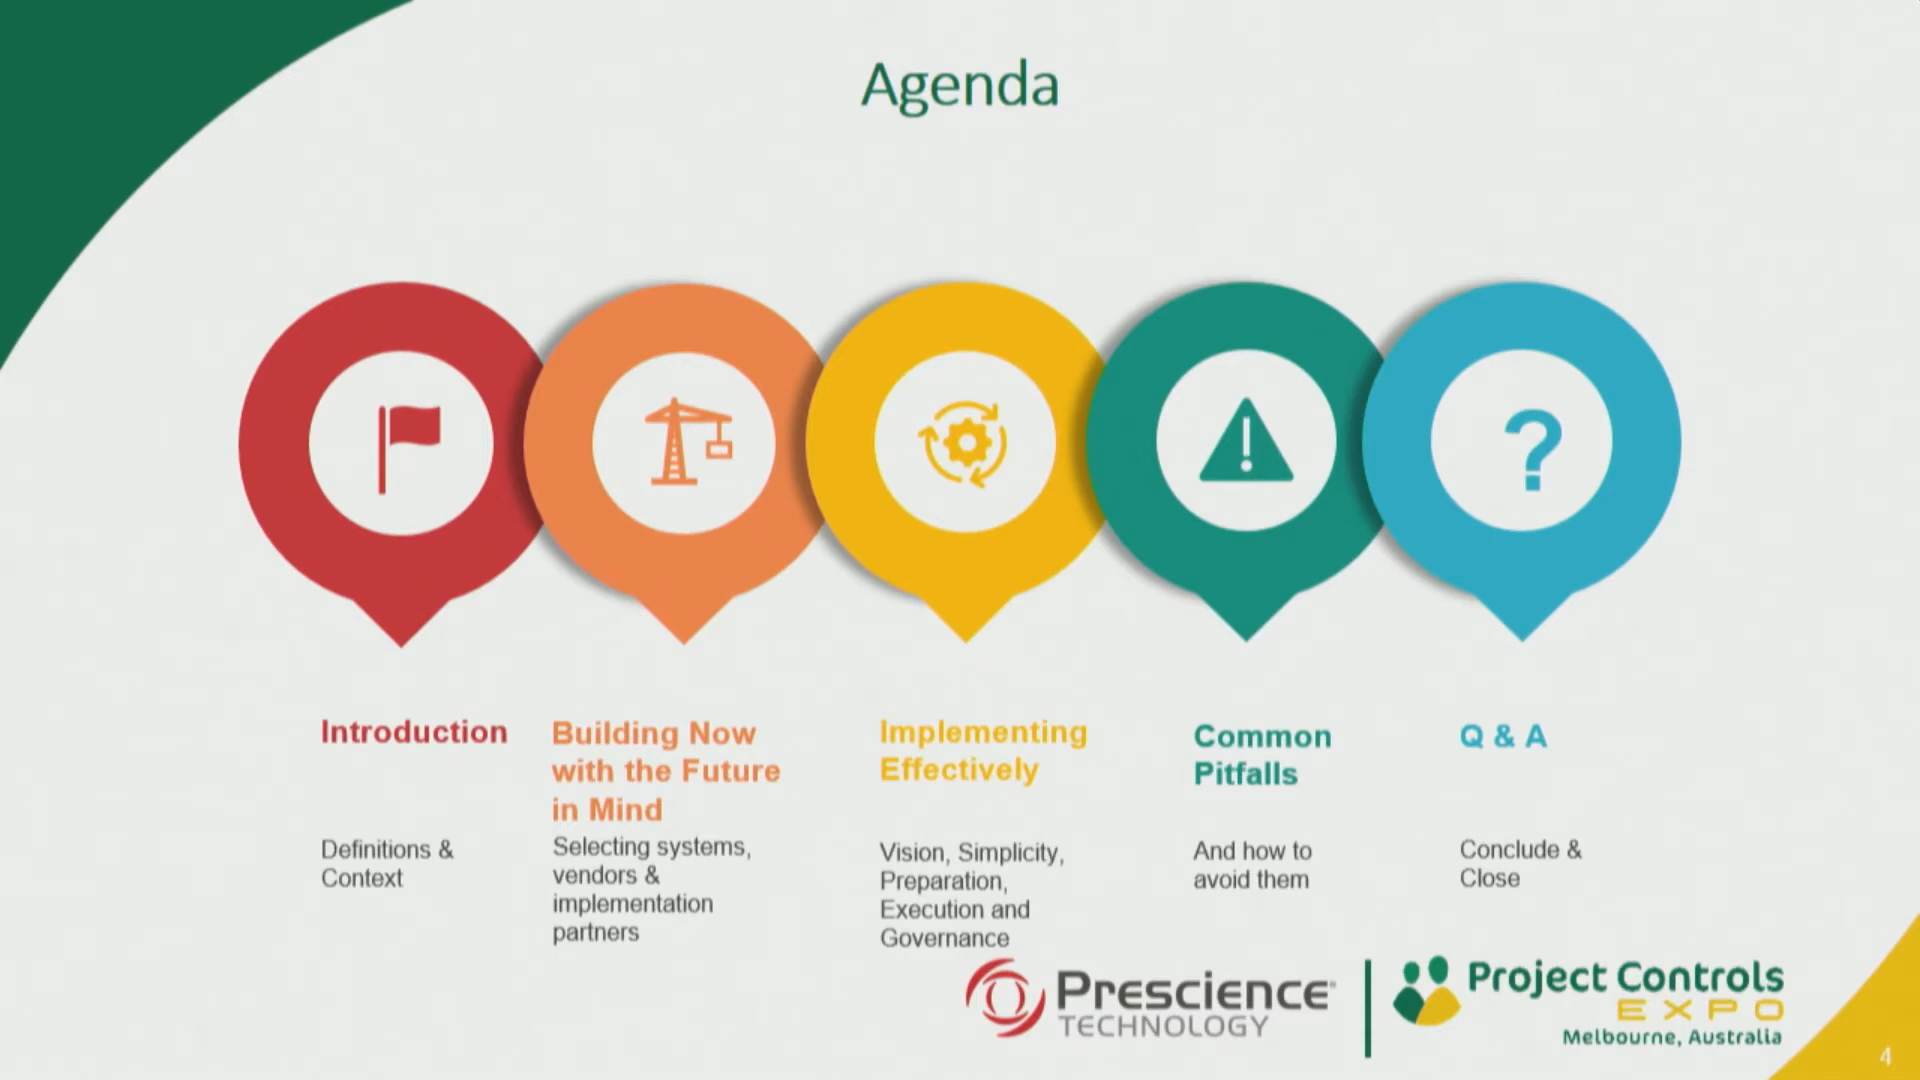 Agenda
Introduction
Definitions &
Context
Building Now
with the Future
in Mind
Selecting systems,
vendors &
implementation
partners
Implementing
Effectively
Vision, Simplicity,
Preparation,
Execution and
Governance
Common
Pitfalls
And how to
avoid them
Q & A
Conclude &
Close
Prescience
TECHNOLOGY
Project Controls
EXPO
Melbourne, Australia
4